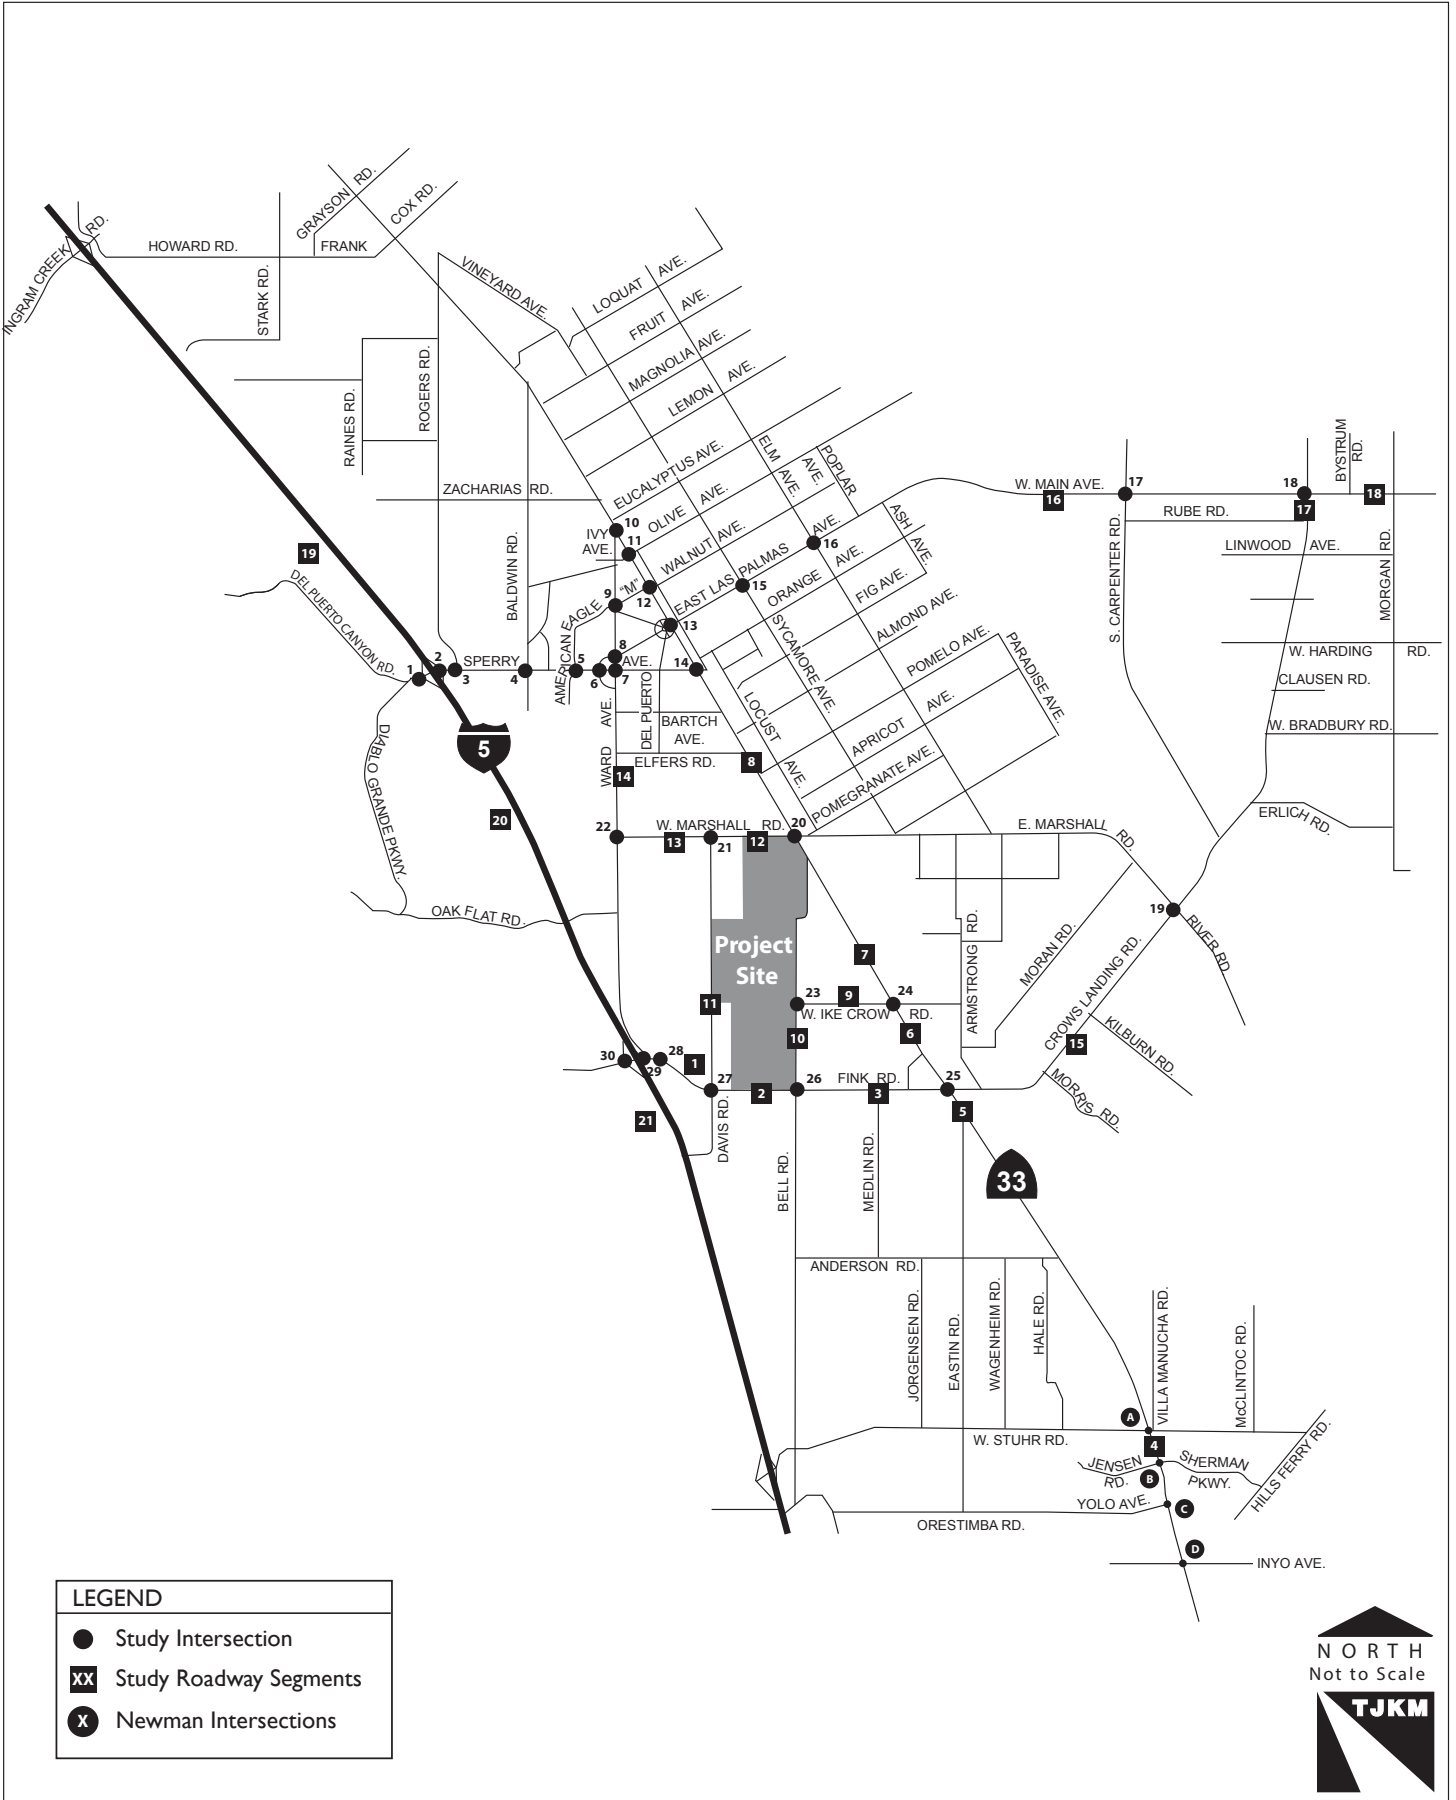 GRAYSON RD.
COX RD.
INGRAM CREEK RD.
HOWARD RD.
FRANK
STARK RD.
VINEYARD AVE.
LOQUAT AVE.
FRUIT AVE.
MAGNOLIA AVE.
LEMON AVE.
RAINES RD.
ROGERS RD.
EUCALYPTUS AVE.
ELM AVE.
POPLAR AVE.
ZACHARIAS RD.
BALDWIN RD.
IVY AVE.
10
11
OLIVE AVE.
WALNUT AVE.
ASH AVE.
W. MAIN AVE.
16
17
18
17
18
BYSTRUM RD.
RUBE RD.
S. CARPENTER RD.
LINWOOD AVE.
MORGAN RD.
19
DEL PUERTO CANYON RD.
9
"M"
12
EAST LAS PALMAS AVE.
16
15
13
ORANGE AVE.
FIG AVE.
ALMOND AVE.
AMERICAN EAGLE
SYCAMORE AVE.
POMELO AVE.
PARADISE AVE.
W. HARDING RD.
CLAUSEN RD.
W. BRADBURY RD.
1
2
3
SPERRY AVE.
4
5
6
7
8
14
WARD AVE.
DEL PUERTO
BARTCH AVE.
LOCUST AVE.
ELFERS RD.
8
14
APRICOT AVE.
POMEGRANATE AVE.
DIABLO GRANDE PKWY.
5
20
ERLICH RD.
22
W. MARSHALL RD.
13
21
12
20
E. MARSHALL RD.
OAK FLAT RD.
19
RIVER RD.
Project
Site
7
ARMSTRONG RD.
MORAN RD.
CROWS LANDING RD.
15
KILBURN RD.
MORRIS RD.
11
23
9
24
W. IKE CROW RD.
6
10
30
29
28
1
27
2
26
FINK RD.
3
25
5
21
DAVIS RD.
BELL RD.
MEDLIN RD.
33
ANDERSON RD.
JORGENSEN RD.
EASTIN RD.
WAGENHEIM RD.
HALE RD.
VILLA MANUCHA RD.
McCLINTOC RD.
A
W. STUHR RD.
4
JENSEN RD.
B
SHERMAN PKWY.
HILLS FERRY RD.
YOLO AVE.
C
ORESTIMBA RD.
D
INYO AVE.
LEGEND
Study Intersection
XX Study Roadway Segments
X Newman Intersections
NORTH
Not to Scale
TJKM